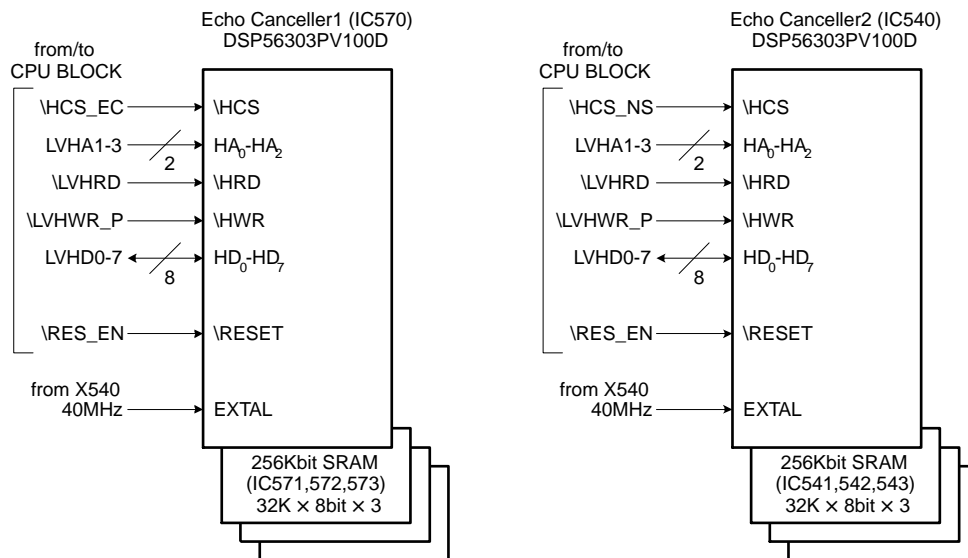 Echo Canceller1 (IC570)
DSP56303PV100D
from/to
CPU BLOCK
\HCS_EC
\HCS
LVHA1-3
2
HA0-HA2
\LVHRD
\HRD
\LVHWR_P
\HWR
LVHD0-7
8
HD0-HD7
\RES_EN
\RESET
from X540
40MHz
EXTAL
256Kbit SRAM
(IC571,572,573)
32K × 8bit × 3
Echo Canceller2 (IC540)
DSP56303PV100D
from/to
CPU BLOCK
\HCS_NS
\HCS
LVHA1-3
2
HA0-HA2
\LVHRD
\HRD
\LVHWR_P
\HWR
LVHD0-7
8
HD0-HD7
\RES_EN
\RESET
from X540
40MHz
EXTAL
256Kbit SRAM
(IC541,542,543)
32K × 8bit × 3